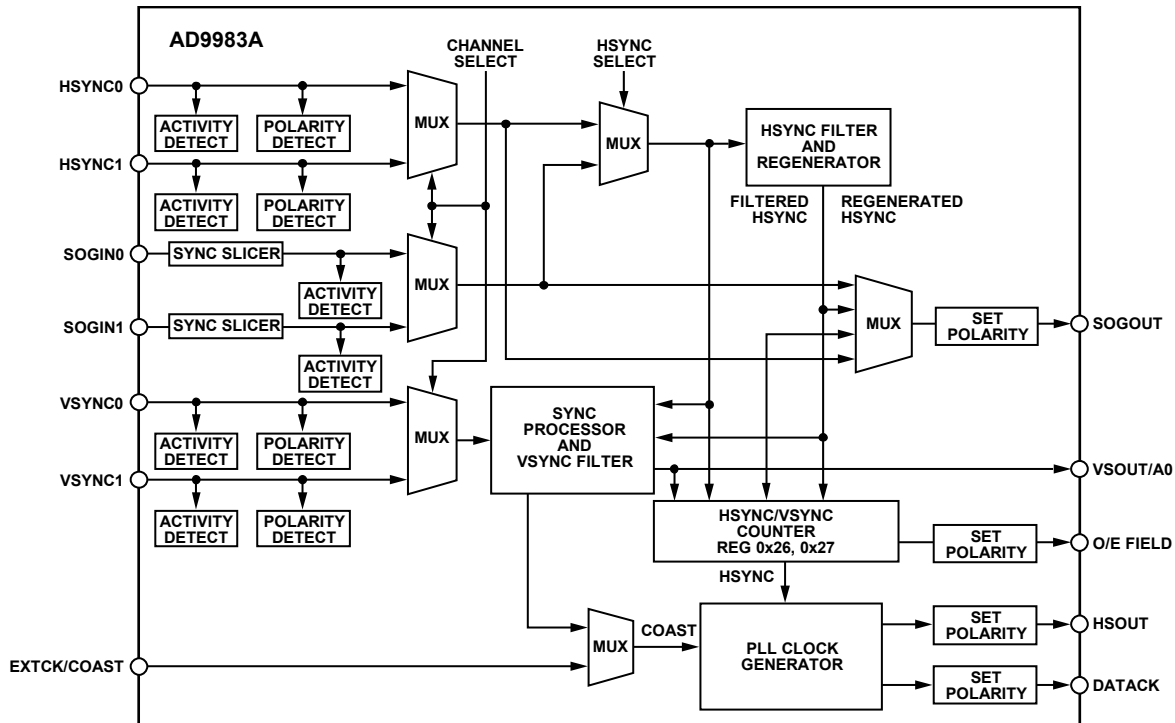 AD9983A
CHANNEL
SELECT
HSYNC
SELECT
HSYNC0
ACTIVITY
DETECT
POLARITY
DETECT
MUX
MUX
HSYNC FILTER
AND
REGENERATOR
HSYNC1
ACTIVITY
DETECT
POLARITY
DETECT
FILTERED
HSYNC
REGENERATED
HSYNC
SOGIN0
SYNC SLICER
MUX
ACTIVITY
DETECT
SOGIN1
SYNC SLICER
ACTIVITY
DETECT
MUX
SET
POLARITY
SOGOUT
VSYNC0
ACTIVITY
DETECT
POLARITY
DETECT
MUX
SYNC
PROCESSOR
AND
VSYNC FILTER
VSYNC1
ACTIVITY
DETECT
POLARITY
DETECT
VSOUT/A0
HSYNC/VSYNC
COUNTER
REG 0x26, 0x27
SET
POLARITY
O/E FIELD
HSYNC
EXTCK/COAST
MUX
COAST
PLL CLOCK
GENERATOR
SET
POLARITY
HSOUT
SET
POLARITY
DATACK